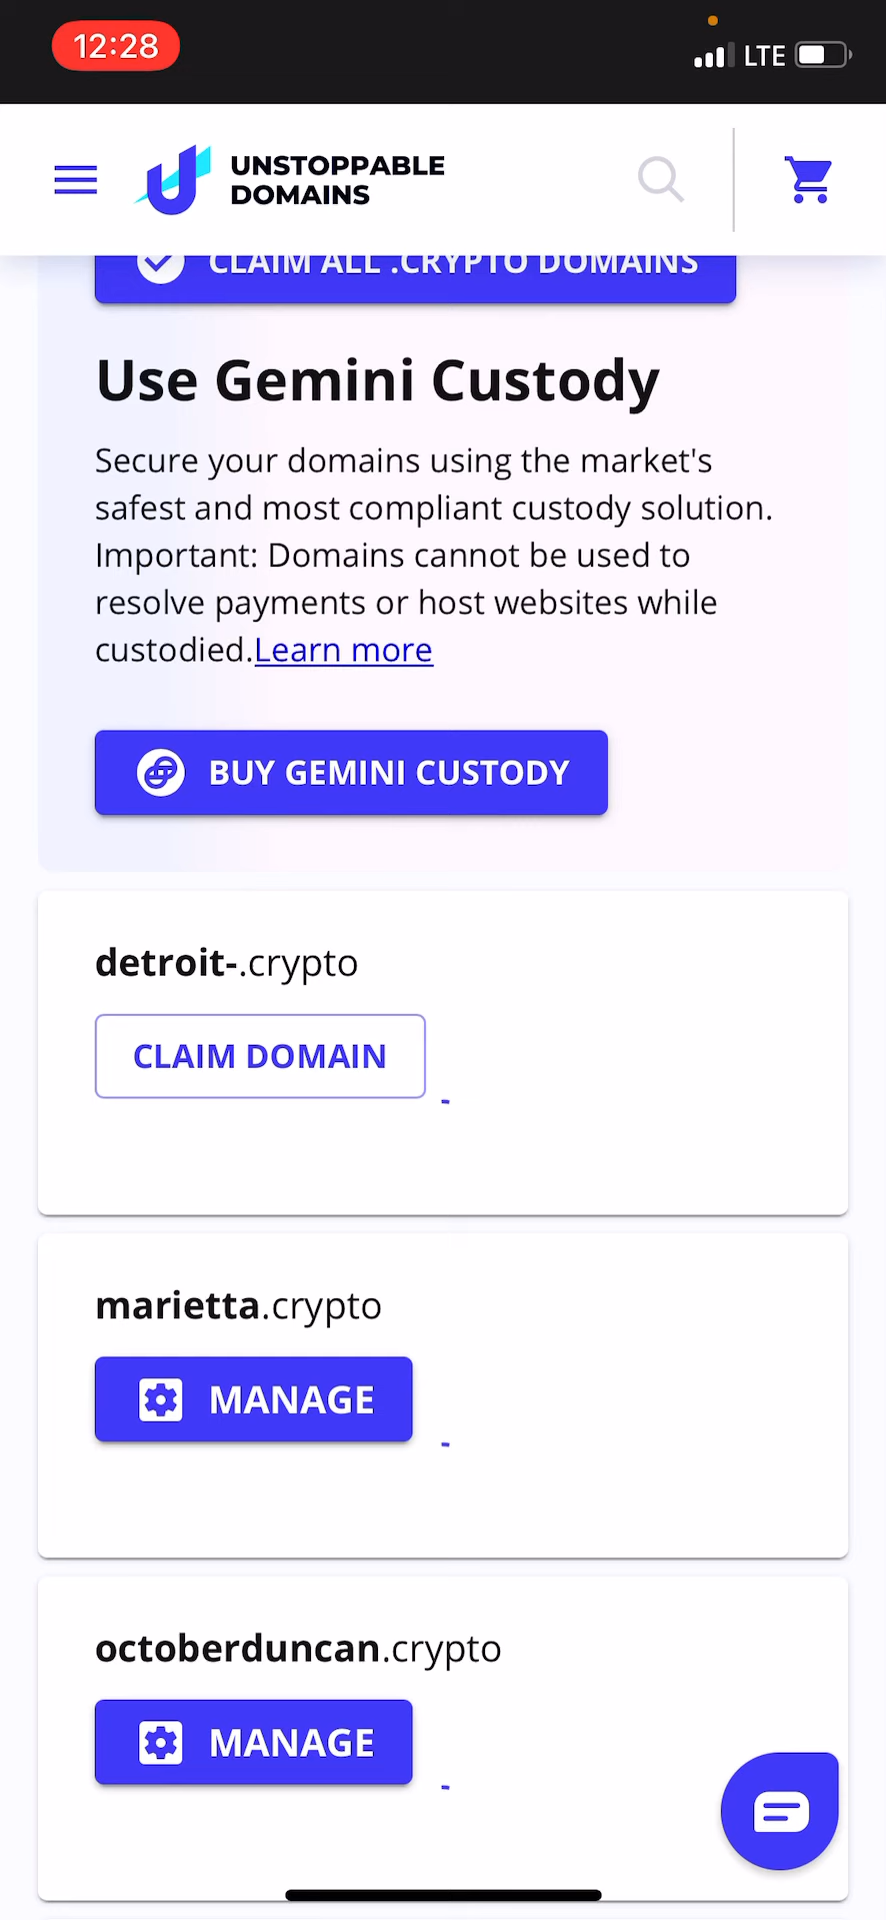 12:28
LTE
UNSTOPPABLE
DOMAINS
CLAIM ALL .CRYPTO DOMAINS
Use Gemini Custody
Secure your domains using the market's
safest and most compliant custody solution.
Important: Domains cannot be used to
resolve payments or host websites while
custodied.Learn more
BUY GEMINI CUSTODY
detroit-.crypto
CLAIM DOMAIN
marietta.crypto
MANAGE
octoberduncan.crypto
MANAGE